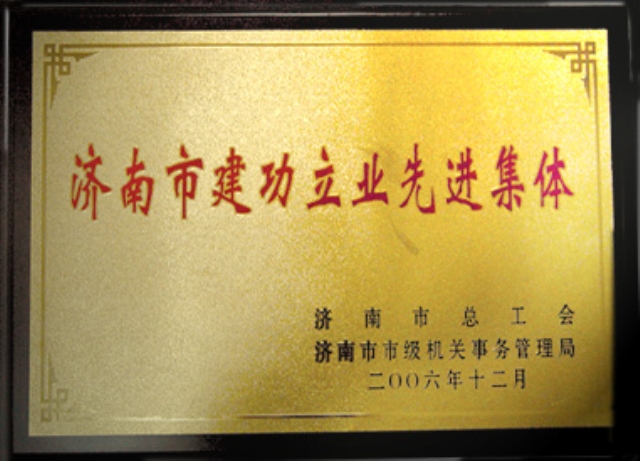 济南市建功立业先进集体
济南市总工会
济南市市级机关事务管理局
二〇〇六年十二月